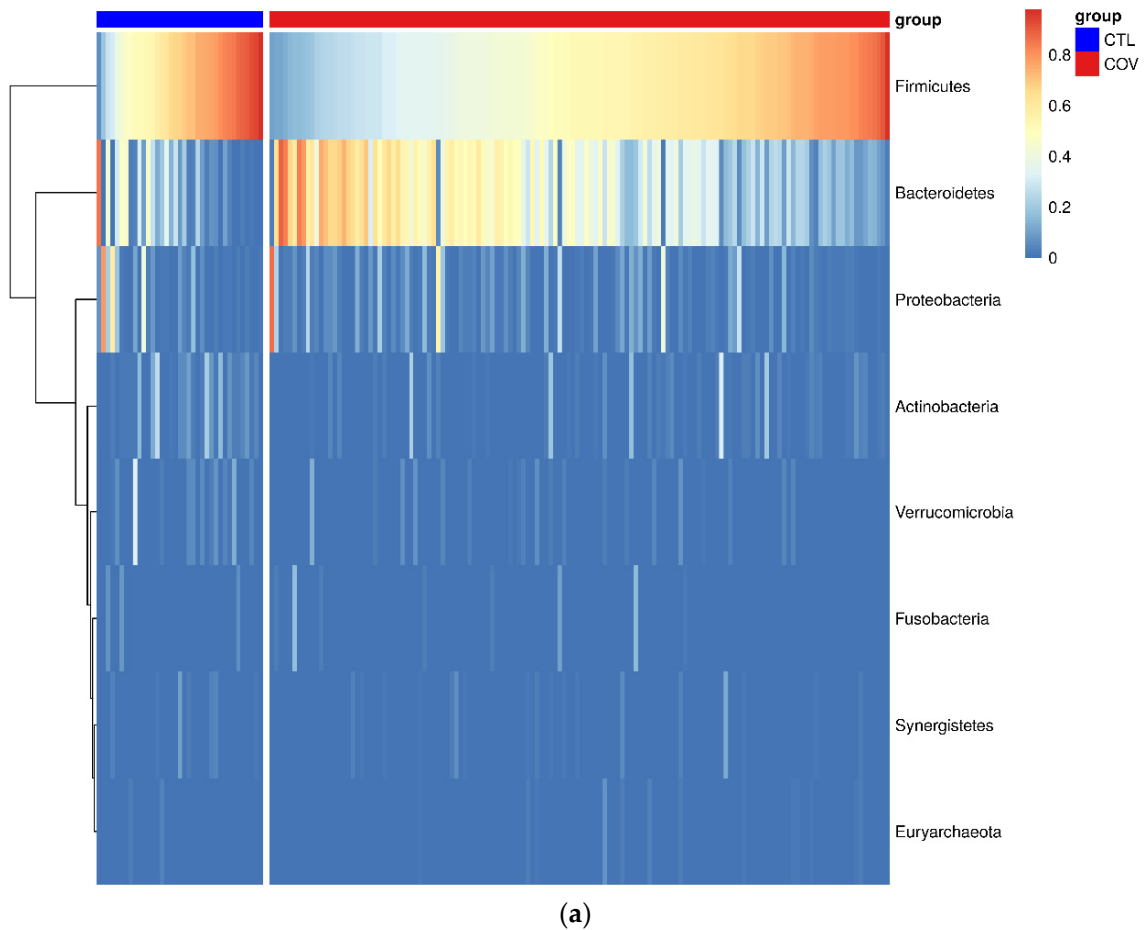 group
group
CTL
COV
0.8
0.6
0.4
0.2
0
Firmicutes
Bacteroidetes
Proteobacteria
Actinobacteria
Verrucomicrobia
Fusobacteria
Synergistetes
Euryarchaeota
(a)